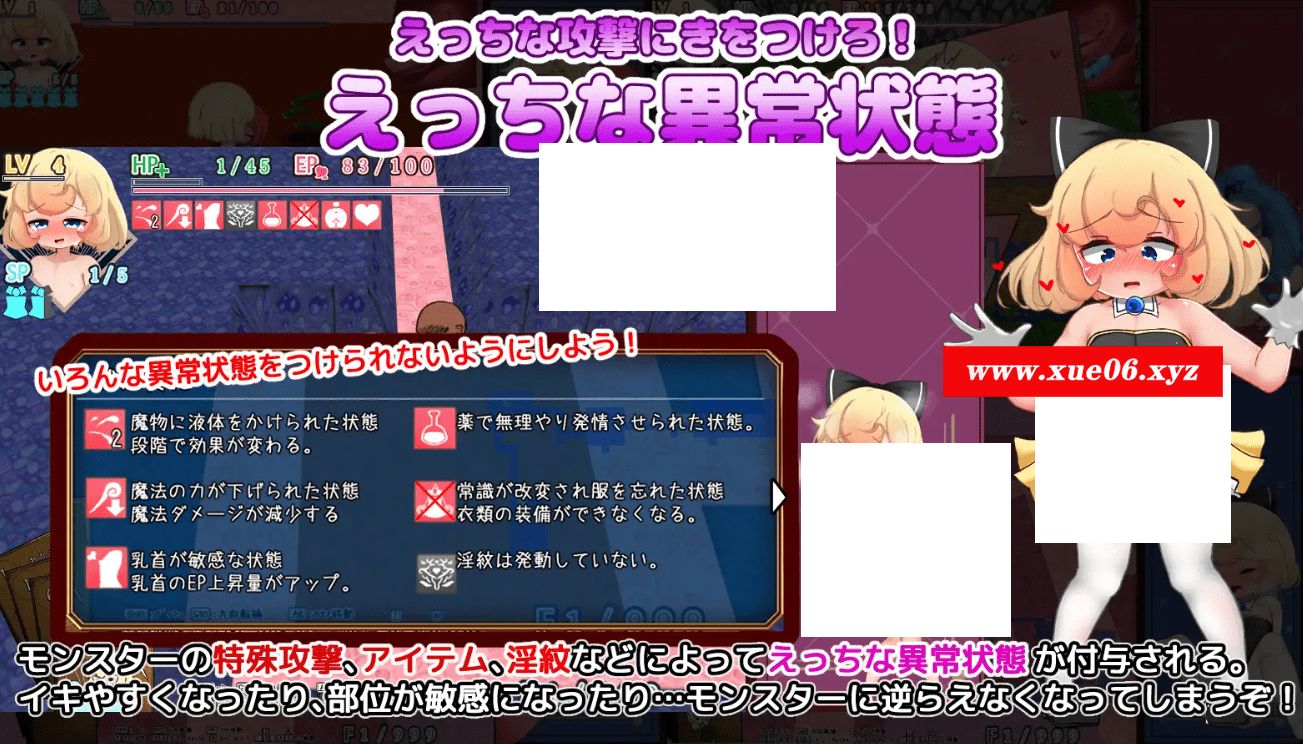 えっちな攻撃にきをつけろ！
えっちな異常状態
LV 4
HP 1/45 EP 83/100
SP 1/5
www.xue06.xyz
いろんな異常状態をつけられないようにしよう！
2 魔物に液体をかけられた状態
段階で効果が変わる。
薬で無理やり発情させられた状態。
魔法の力が下げられた状態
魔法ダメージが減少する
常識が改変され服を忘れた状態
衣類の装備ができなくなる。
乳首が敏感な状態
乳首のEP上昇量がアップ。
淫紋は発動していない。
モンスターの特殊攻撃、アイテム、淫紋などによってえっちな異常状態が付与される。
イキやすくなったり、部位が敏感になったり…モンスターに逆らえなくなってしまうぞ！
F1/999
F1/999